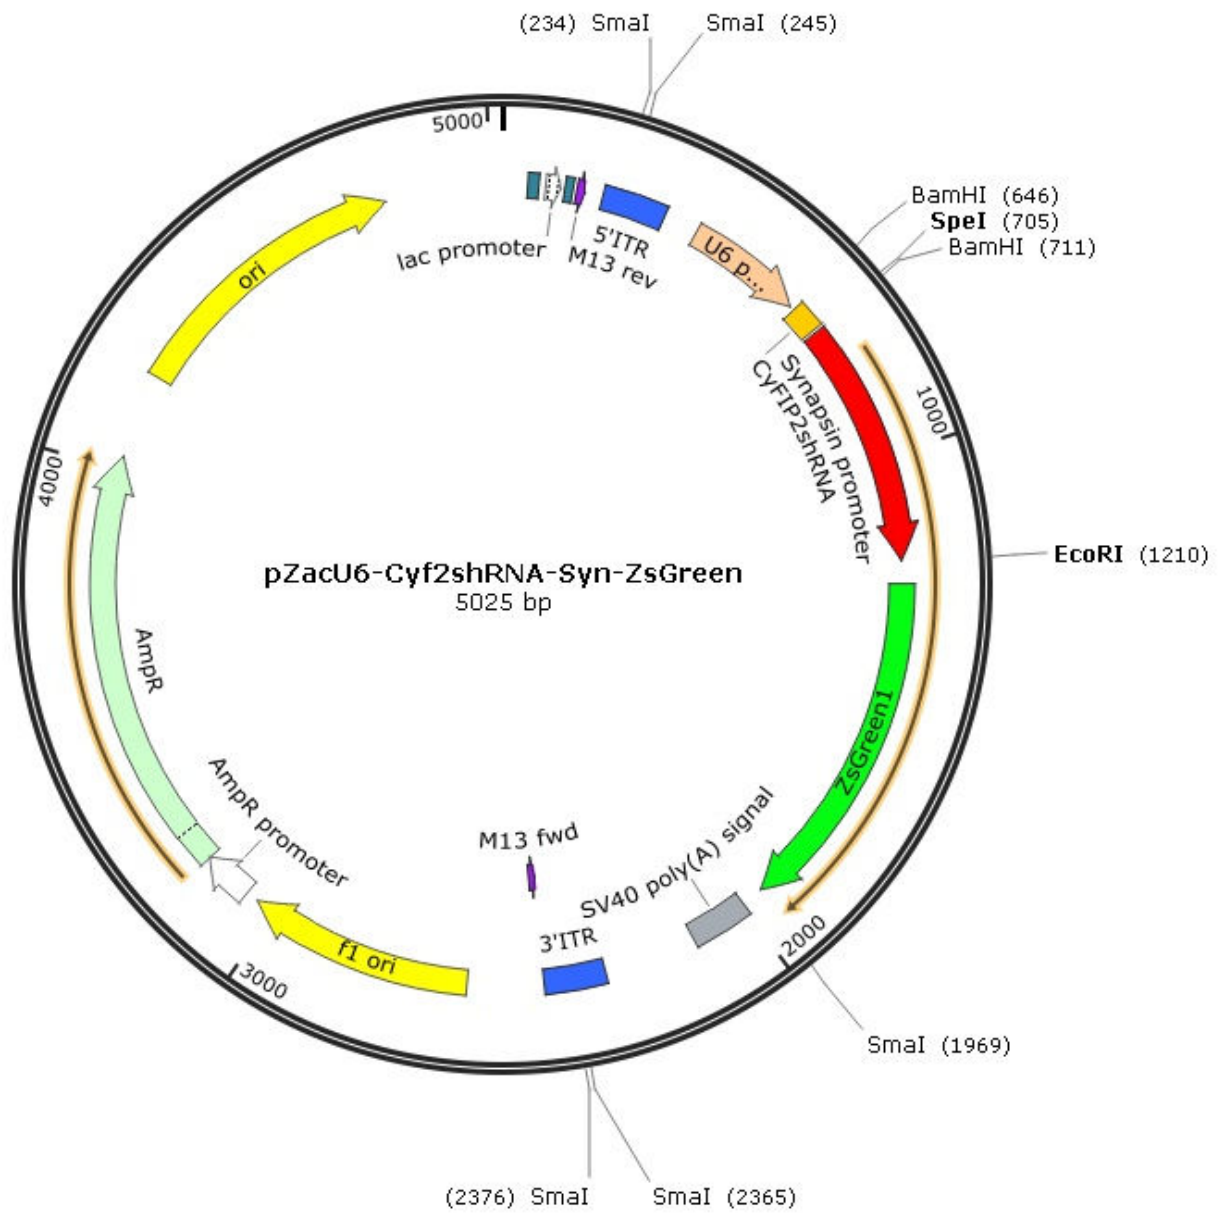 (234) SmaI
SmaI (245)
5000
BamHI (646)
SpeI (705)
BamHI (711)
lac promoter
M13 rev
5'ITR
U6 p...
ori
Synapsin promoter
CyFIP2shRNA
1000
4000
EcoRI (1210)
pZacU6-Cyf2shRNA-Syn-ZsGreen
5025 bp
AmpR
ZsGreen1
AmpR promoter
M13 fwd
SV40 poly(A) signal
3'ITR
f1 ori
3000
2000
SmaI (1969)
(2376) SmaI
SmaI (2365)